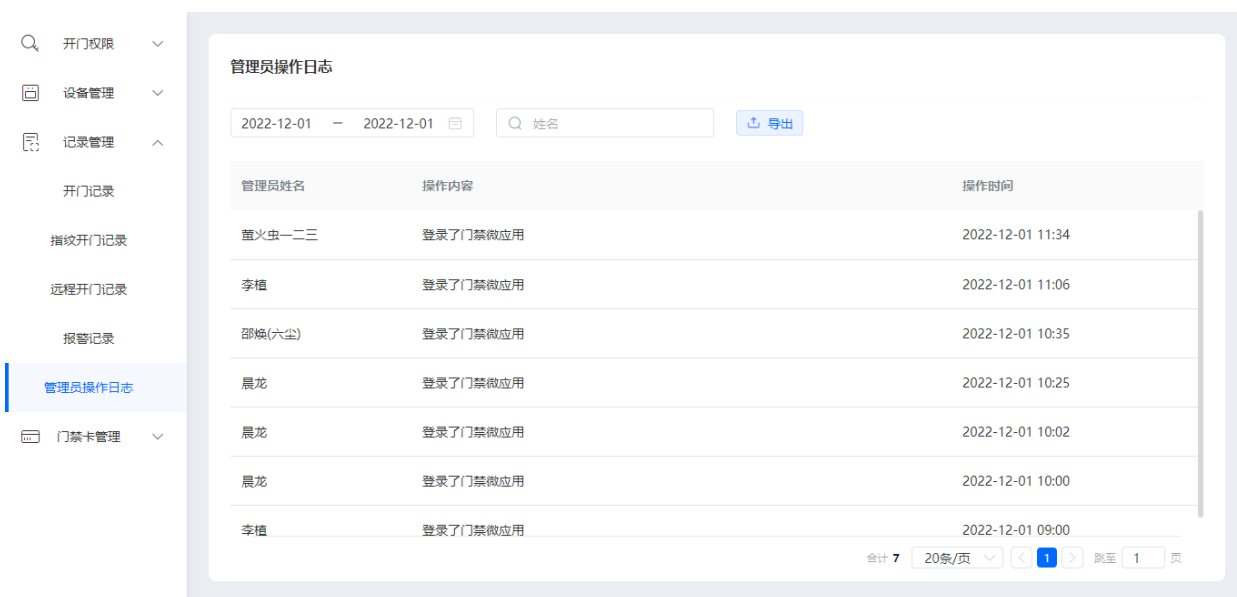 开门权限
设备管理
记录管理
开门记录
指纹开门记录
远程开门记录
报警记录
管理员操作日志
门禁卡管理
管理员操作日志
2022-12-01 – 2022-12-01 姓名 导出
管理员姓名 操作内容 操作时间
萤火虫一二三 登录了门禁微应用 2022-12-01 11:34
李植 登录了门禁微应用 2022-12-01 11:06
邵焕(六尘) 登录了门禁微应用 2022-12-01 10:35
晨龙 登录了门禁微应用 2022-12-01 10:25
晨龙 登录了门禁微应用 2022-12-01 10:02
晨龙 登录了门禁微应用 2022-12-01 10:00
李植 登录了门禁微应用 2022-12-01 09:00
合计 7 20条/页 1 跳至 1 页